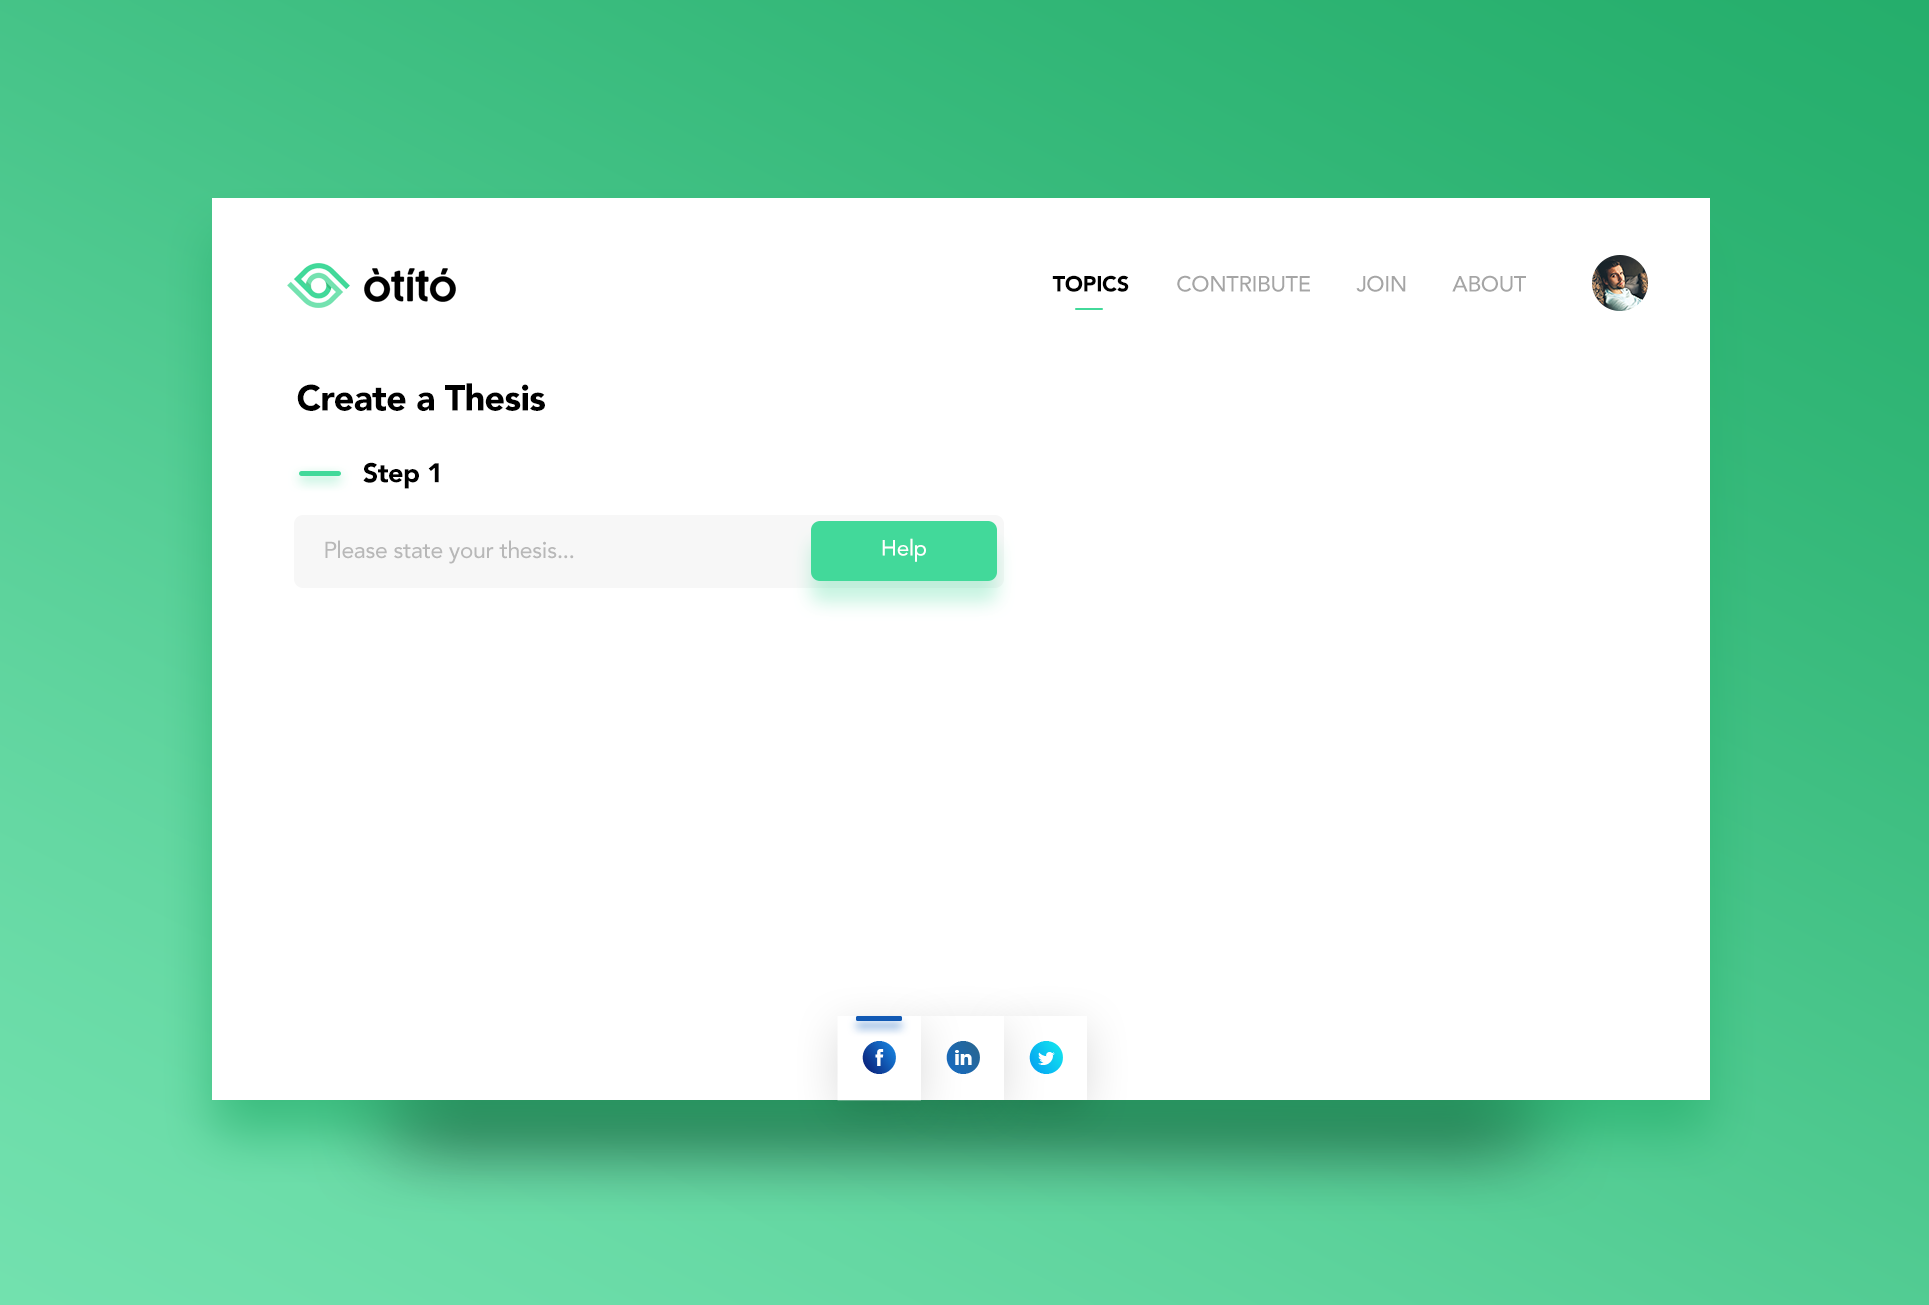 òtító
TOPICS CONTRIBUTE JOIN ABOUT
Create a Thesis
Step 1
Please state your thesis...
Help
f in